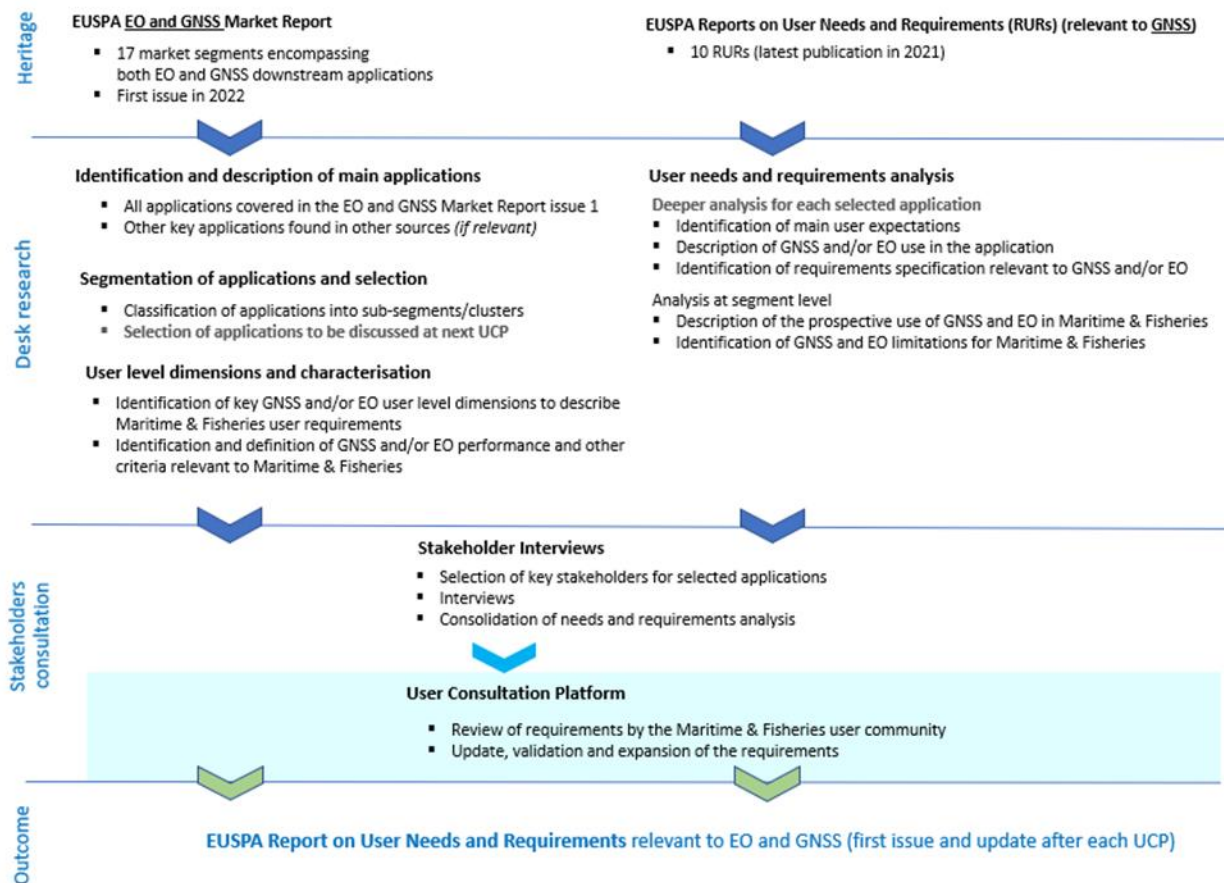 Heritage
EUSPA EO and GNSS Market Report
▪ 17 market segments encompassing
both EO and GNSS downstream applications
▪ First issue in 2022
EUSPA Reports on User Needs and Requirements (RURs) (relevant to GNSS)
▪ 10 RURs (latest publication in 2021)
Desk research
Identification and description of main applications
▪ All applications covered in the EO and GNSS Market Report issue 1
▪ Other key applications found in other sources (if relevant)
Segmentation of applications and selection
▪ Classification of applications into sub-segments/clusters
▪ Selection of applications to be discussed at next UCP
User level dimensions and characterisation
▪ Identification of key GNSS and/or EO user level dimensions to describe
Maritime & Fisheries user requirements
▪ Identification and definition of GNSS and/or EO performance and other
criteria relevant to Maritime & Fisheries
User needs and requirements analysis
Deeper analysis for each selected application
▪ Identification of main user expectations
▪ Description of GNSS and/or EO use in the application
▪ Identification of requirements specification relevant to GNSS and/or EO
Analysis at segment level
▪ Description of the prospective use of GNSS and EO in Maritime & Fisheries
▪ Identification of GNSS and EO limitations for Maritime & Fisheries
Stakeholders
consultation
Stakeholder Interviews
▪ Selection of key stakeholders for selected applications
▪ Interviews
▪ Consolidation of needs and requirements analysis
User Consultation Platform
▪ Review of requirements by the Maritime & Fisheries user community
▪ Update, validation and expansion of the requirements
Outcome
EUSPA Report on User Needs and Requirements relevant to EO and GNSS (first issue and update after each UCP)